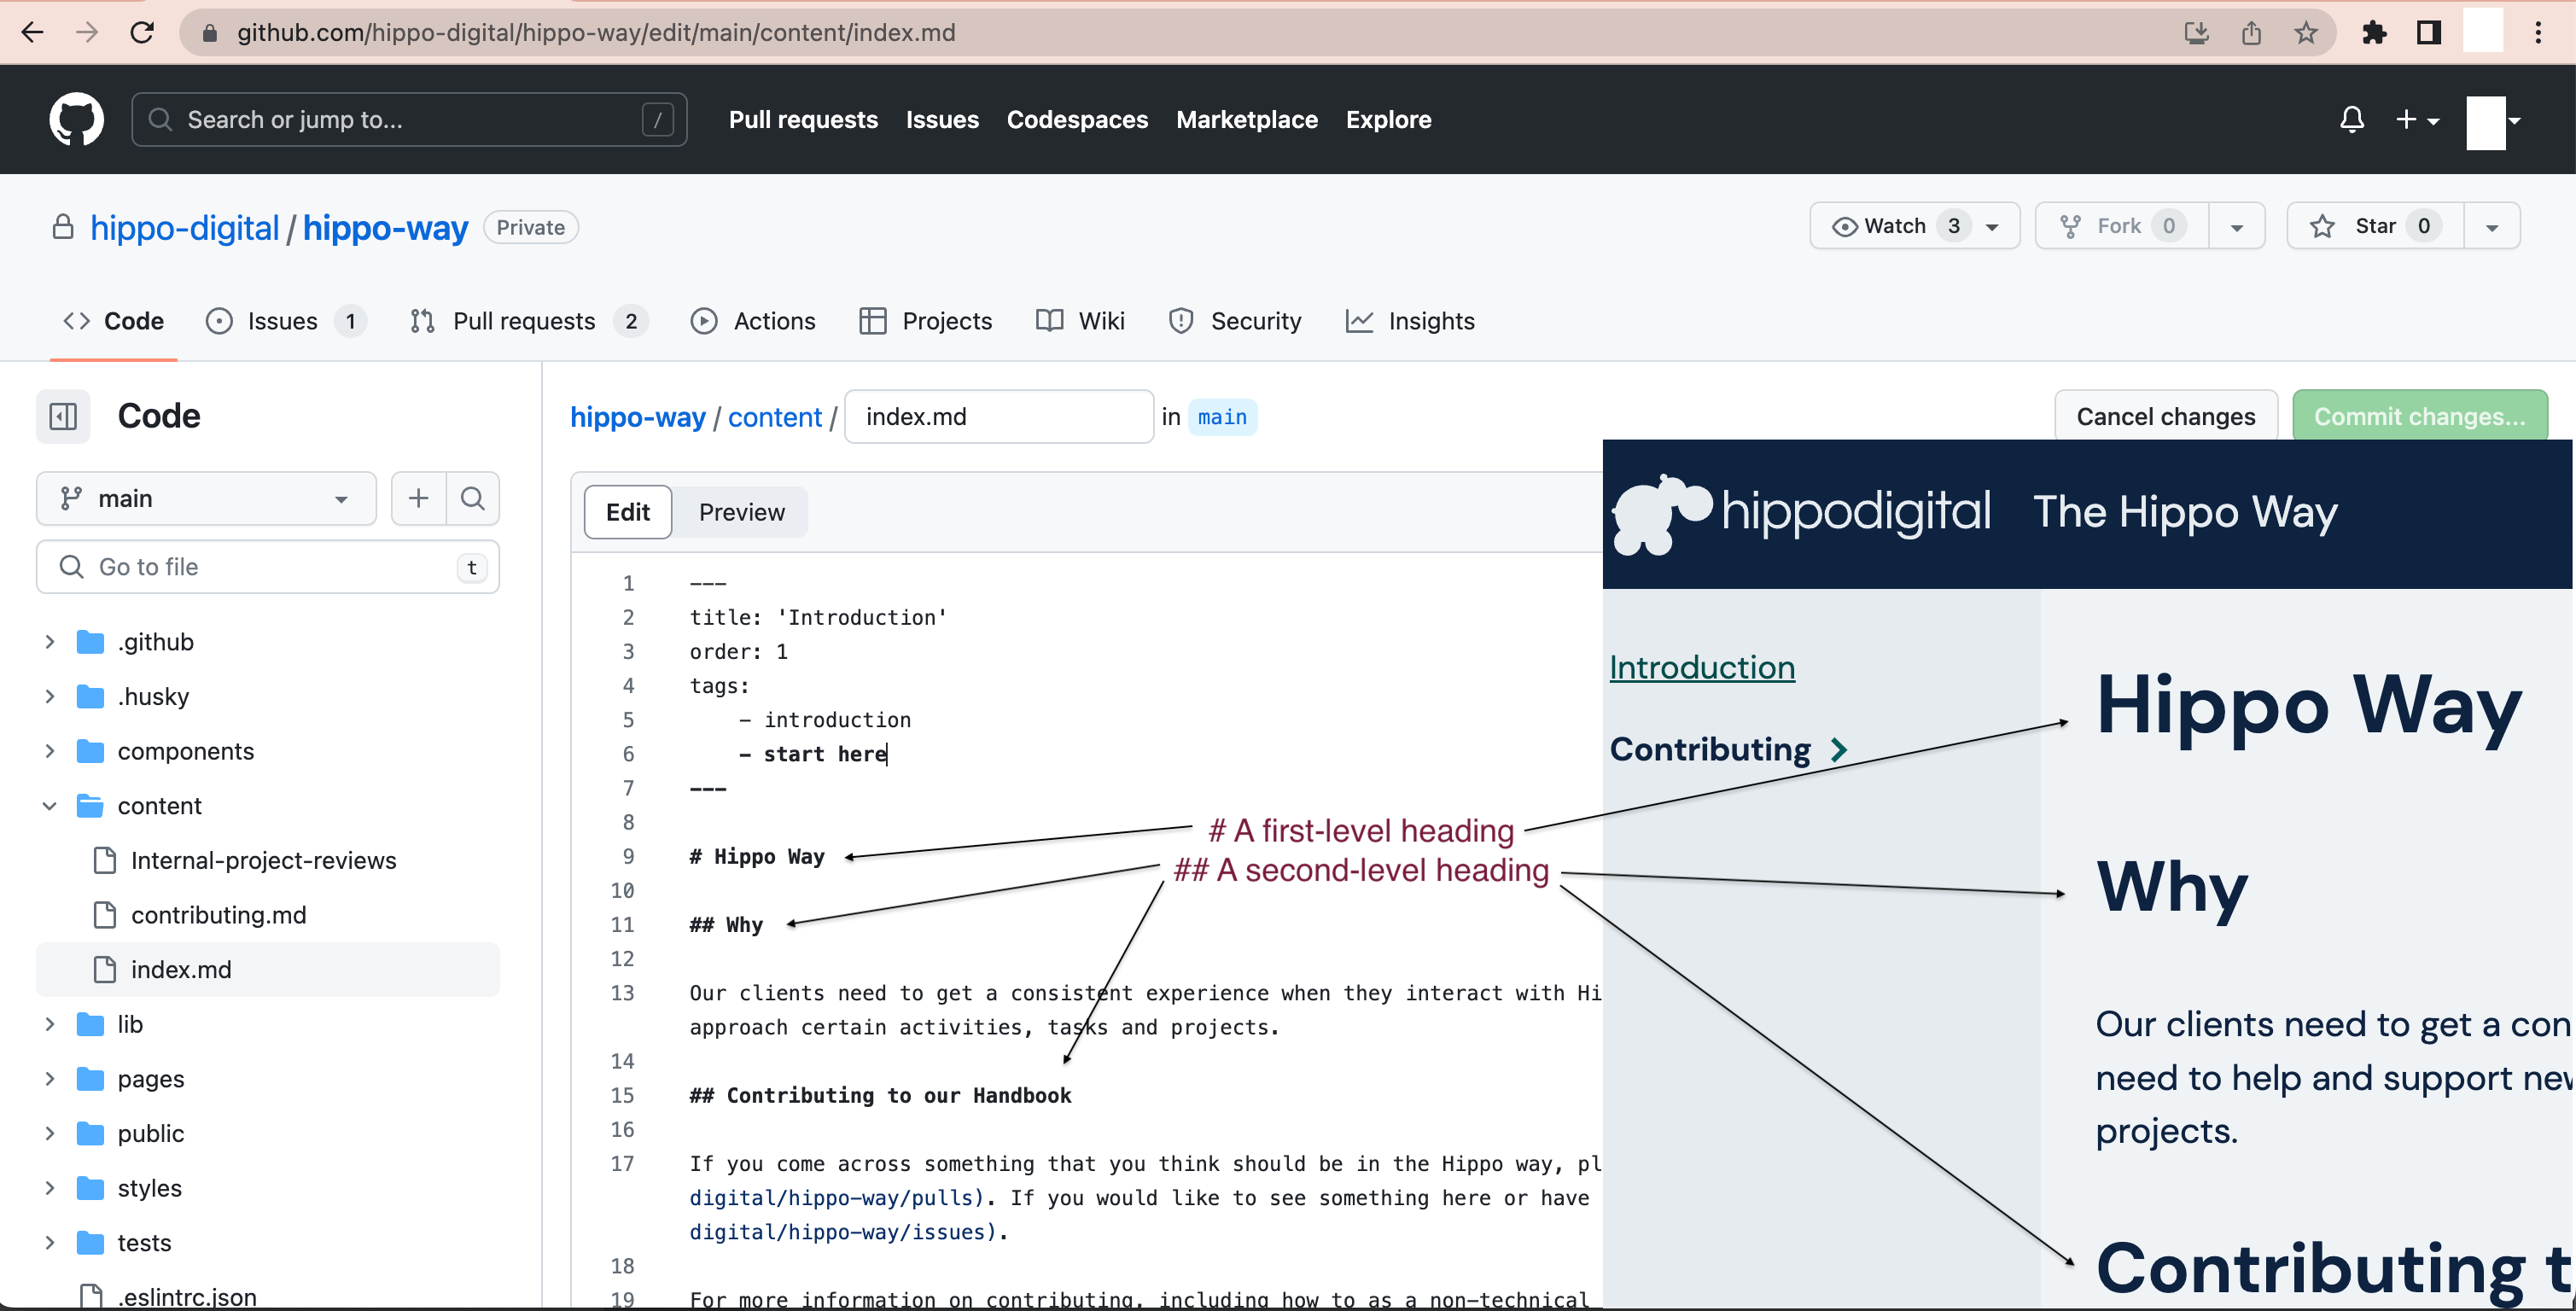 github.com/hippo-digital/hippo-way/edit/main/content/index.md
Search or jump to... /
Pull requests Issues Codespaces Marketplace Explore
hippo-digital / hippo-way Private
Watch 3 Fork 0 Star 0
Code Issues 1 Pull requests 2 Actions Projects Wiki Security Insights
Code
main
Go to file t
.github
.husky
components
content
Internal-project-reviews
contributing.md
index.md
lib
pages
public
styles
tests
.eslintrc.json
hippo-way / content / index.md in main
Cancel changes Commit changes...
Edit Preview
1 ---
2 title: 'Introduction'
3 order: 1
4 tags:
5 - introduction
6 - start here
7 ---
8
9 # Hippo Way
10
11 ## Why
12
13 Our clients need to get a consistent experience when they interact with Hi
approach certain activities, tasks and projects.
14
15 ## Contributing to our Handbook
16
17 If you come across something that you think should be in the Hippo way, pl
digital/hippo-way/pulls). If you would like to see something here or have
digital/hippo-way/issues).
18
19 For more information on contributing, including how to as a non-technical
# A first-level heading
## A second-level heading
hippodigital The Hippo Way
Introduction
Contributing
Hippo Way
Why
Our clients need to get a con
need to help and support new
projects.
Contributing t